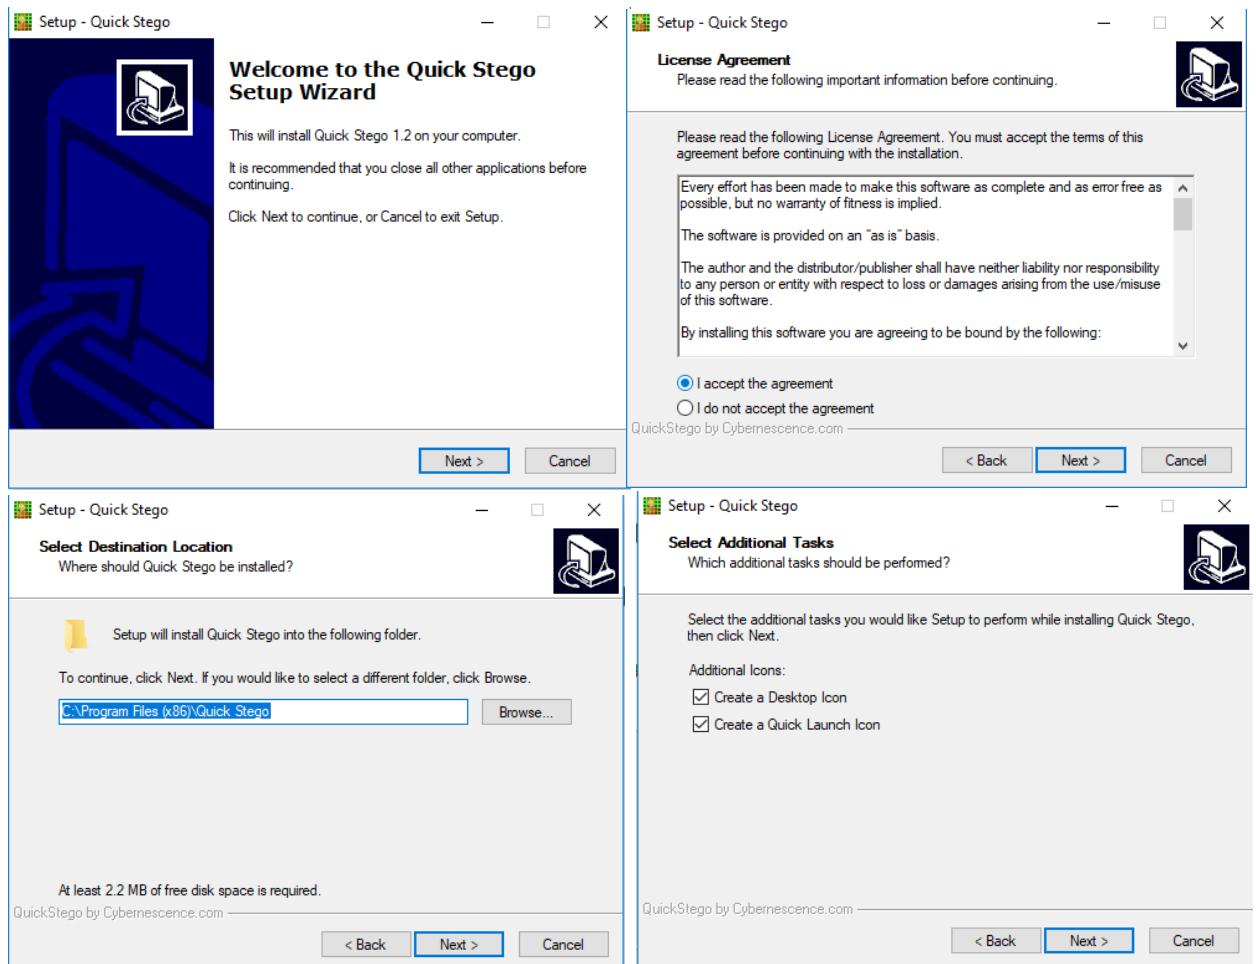 Setup - Quick Stego
Welcome to the Quick Stego
Setup Wizard
This will install Quick Stego 1.2 on your computer.
It is recommended that you close all other applications before
continuing.
Click Next to continue, or Cancel to exit Setup.
Next >
Cancel
Setup - Quick Stego
License Agreement
Please read the following important information before continuing.
Please read the following License Agreement. You must accept the terms of this
agreement before continuing with the installation.
Every effort has been made to make this software as complete and as error free as
possible, but no warranty of fitness is implied.
The software is provided on an "as is" basis.
The author and the distributor/publisher shall have neither liability nor responsibility
to any person or entity with respect to loss or damages arising from the use/misuse
of this software.
By installing this software you are agreeing to be bound by the following:
I accept the agreement
I do not accept the agreement
QuickStego by Cybernescence.com
< Back
Next >
Cancel
Setup - Quick Stego
Select Destination Location
Where should Quick Stego be installed?
Setup will install Quick Stego into the following folder.
To continue, click Next. If you would like to select a different folder, click Browse.
C:\Program Files (x86)\Quick Stego
Browse...
At least 2.2 MB of free disk space is required.
QuickStego by Cybernescence.com
< Back
Next >
Cancel
Setup - Quick Stego
Select Additional Tasks
Which additional tasks should be performed?
Select the additional tasks you would like Setup to perform while installing Quick Stego,
then click Next.
Additional Icons:
Create a Desktop Icon
Create a Quick Launch Icon
QuickStego by Cybernescence.com
< Back
Next >
Cancel